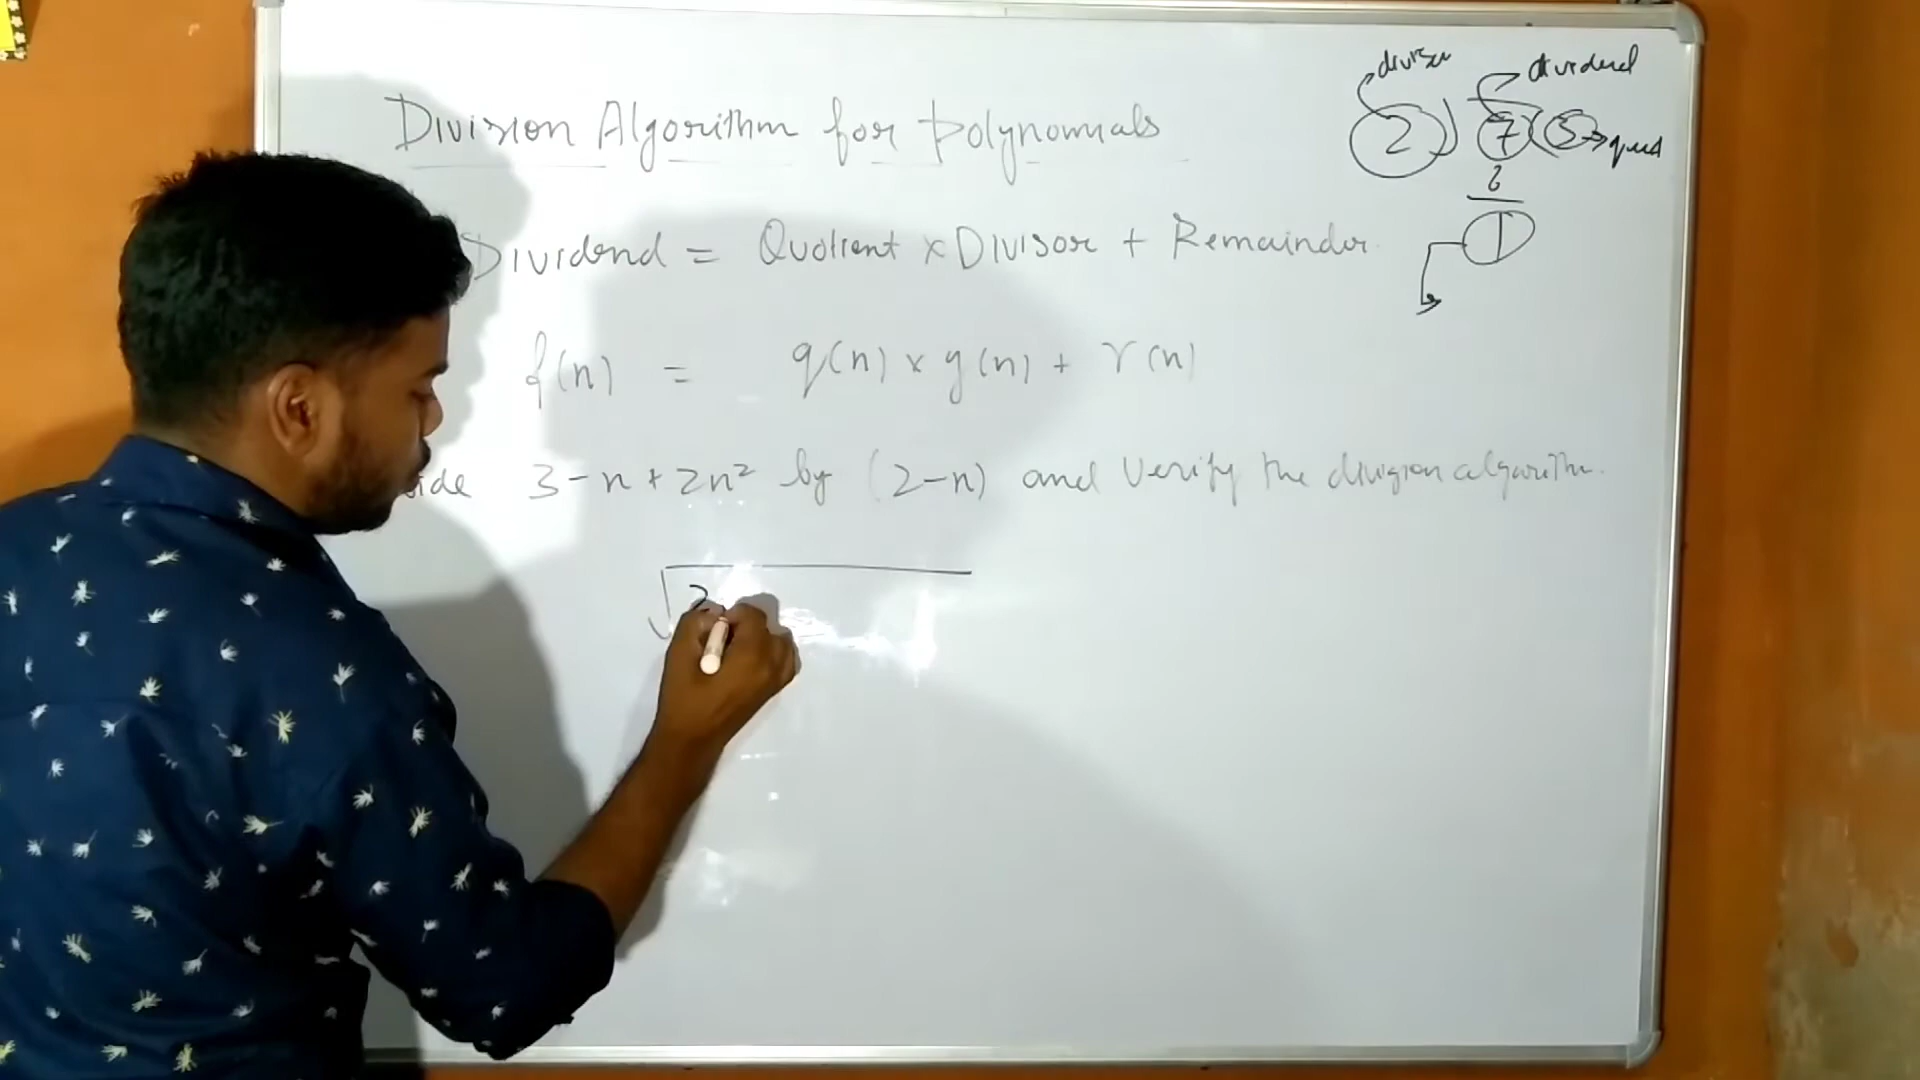 Division Algorithm for Polynomials
Dividend = Quotient × Divisor + Remainder
f(n) = q(n) × g(n) + r(n)
ide 3-n+2n² by (2-n) and Verify the division algorithm.
2
divisor
dividend
2) 7 (3 →
6
1